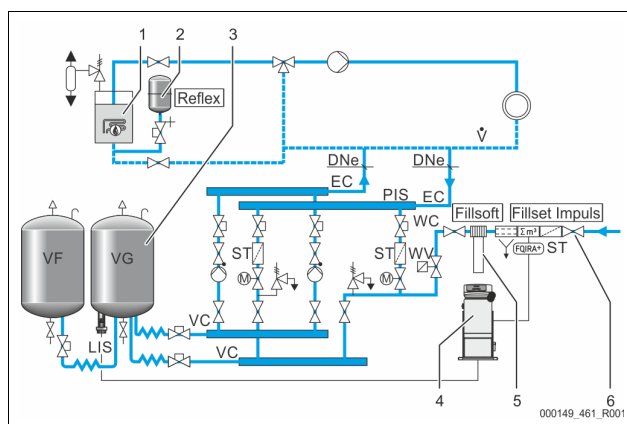 1
2
3
Reflex
V̇
DNe
DNe
EC
PIS
EC
WC
Fillsoft
Fillset Impuls
Σm³
FQIRA+
ST
ST
ST
WV
VF
VG
M
M
LIS
VC
VC
4
5
6
000149_461_R001